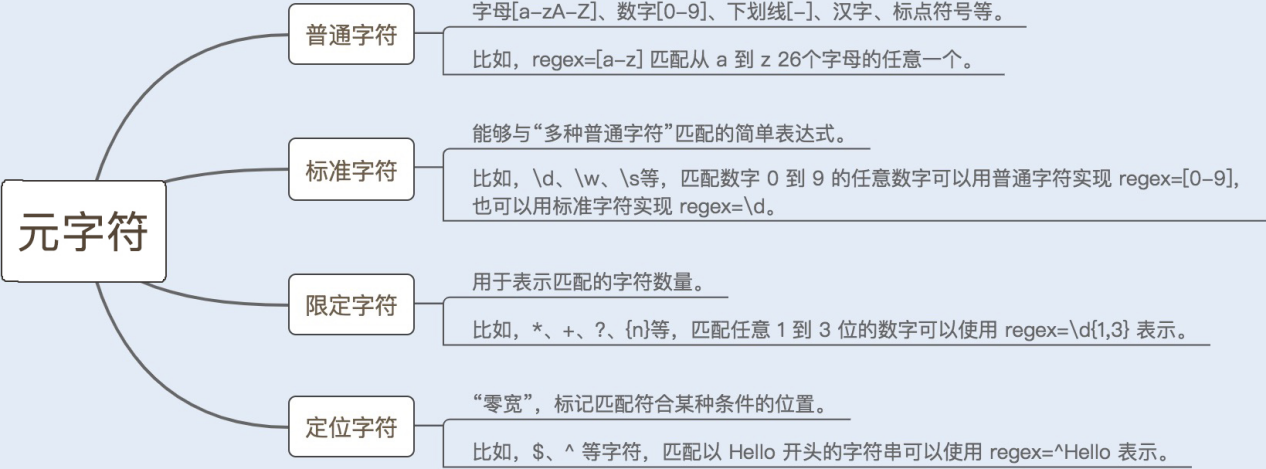 元字符
普通字符
字母[a-zA-Z]、数字[0-9]、下划线[-]、汉字、标点符号等。
比如，regex=[a-z] 匹配从 a 到 z 26个字母的任意一个。
标准字符
能够与“多种普通字符”匹配的简单表达式。
比如，\d、\w、\s等，匹配数字 0 到 9 的任意数字可以用普通字符实现 regex=[0-9]，
也可以用标准字符实现 regex=\d。
限定字符
用于表示匹配的字符数量。
比如，*、+、?、{n}等，匹配任意 1 到 3 位的数字可以使用 regex=\d{1,3} 表示。
定位字符
“零宽”，标记匹配符合某种条件的位置。
比如，$、^ 等字符，匹配以 Hello 开头的字符串可以使用 regex=^Hello 表示。